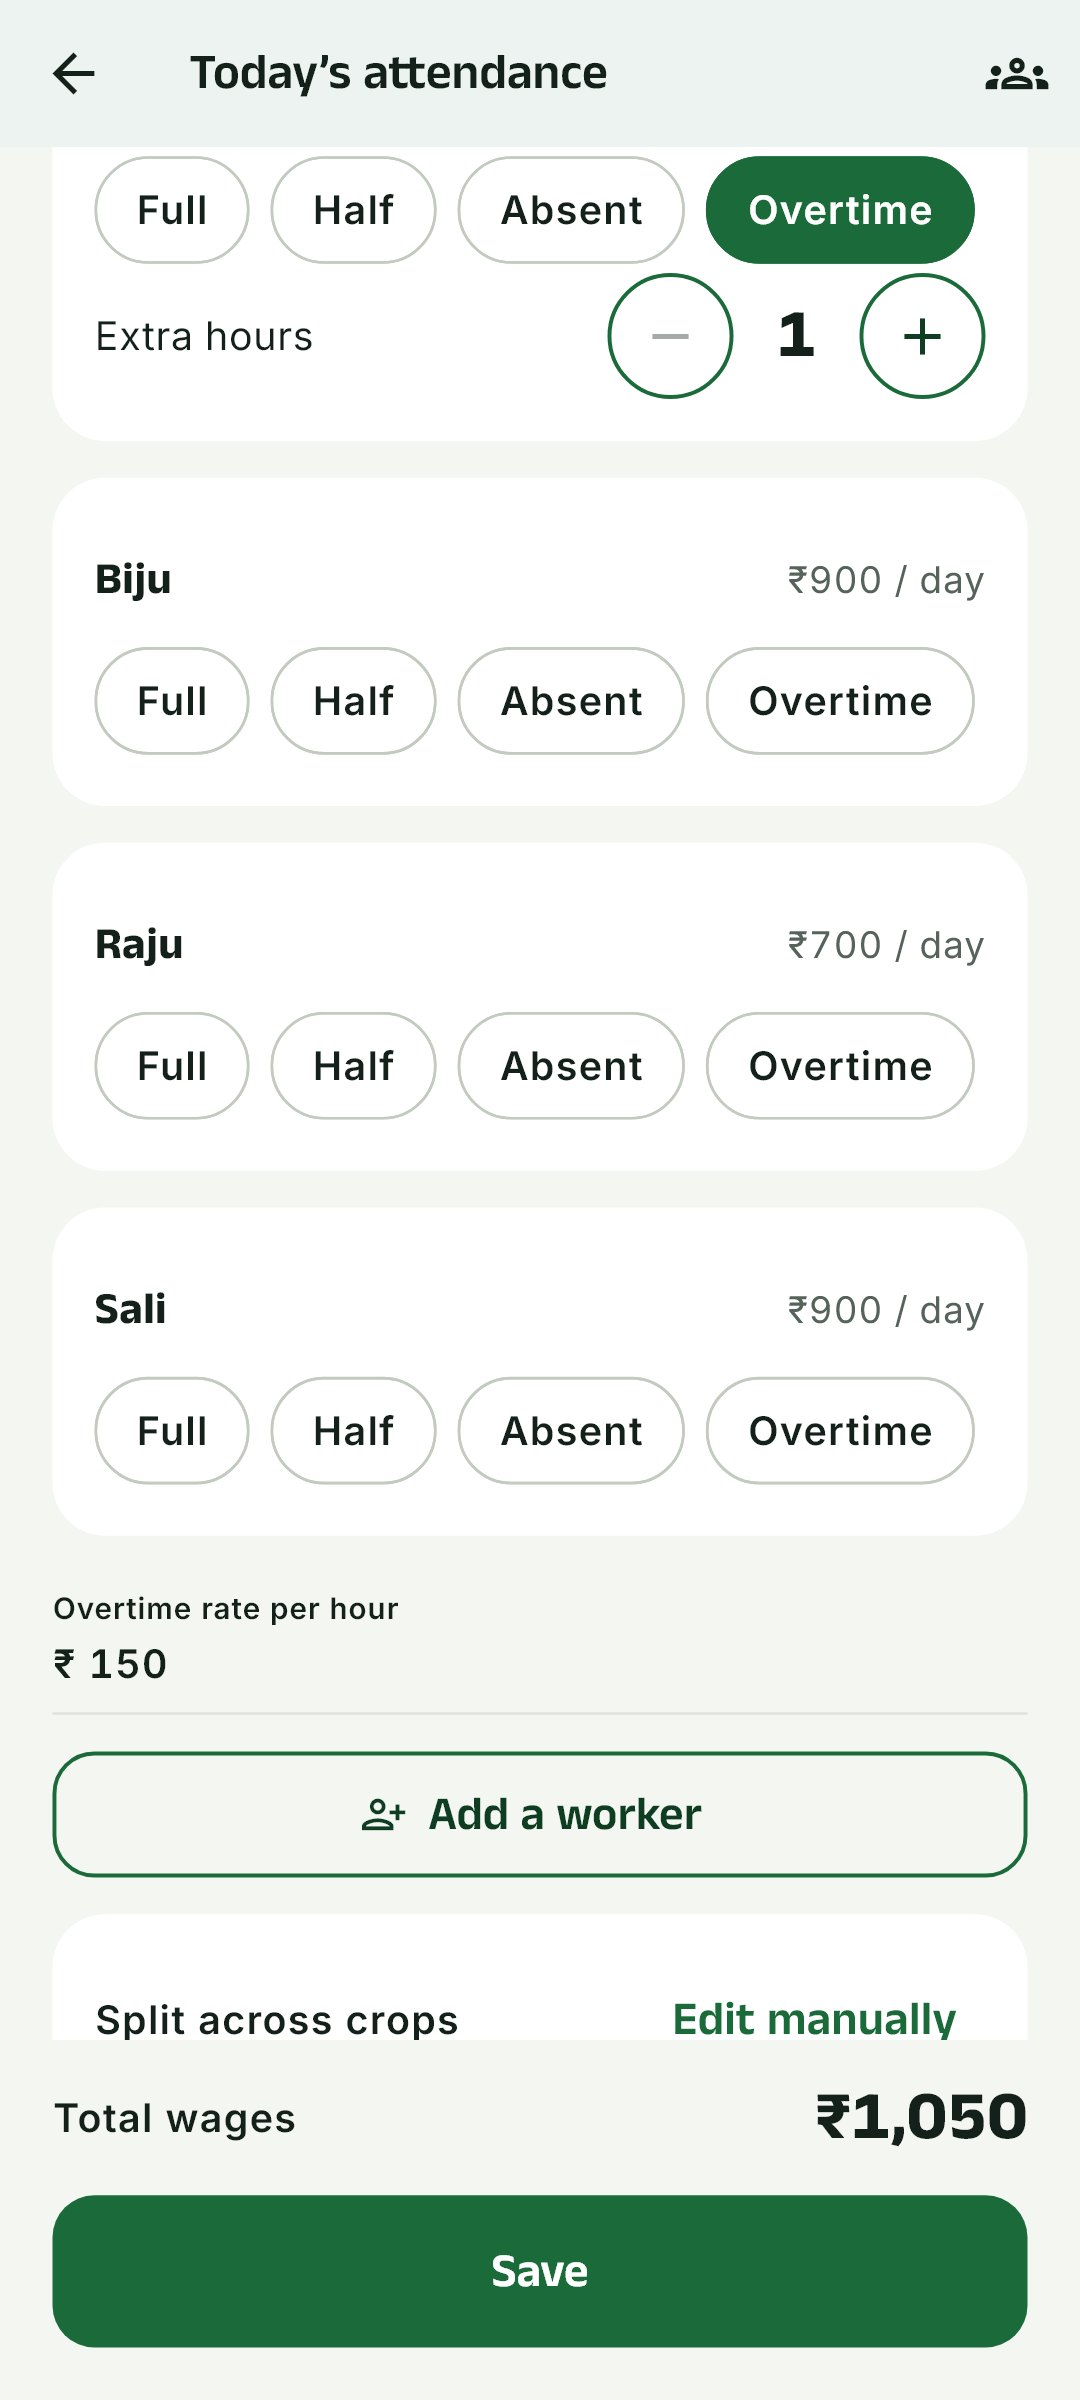 Today’s attendance
Full Half Absent Overtime
Extra hours − 1 +
Biju ₹900 / day
Full Half Absent Overtime
Raju ₹700 / day
Full Half Absent Overtime
Sali ₹900 / day
Full Half Absent Overtime
Overtime rate per hour
₹ 150
Add a worker
Split across crops Edit manually
Total wages ₹1,050
Save